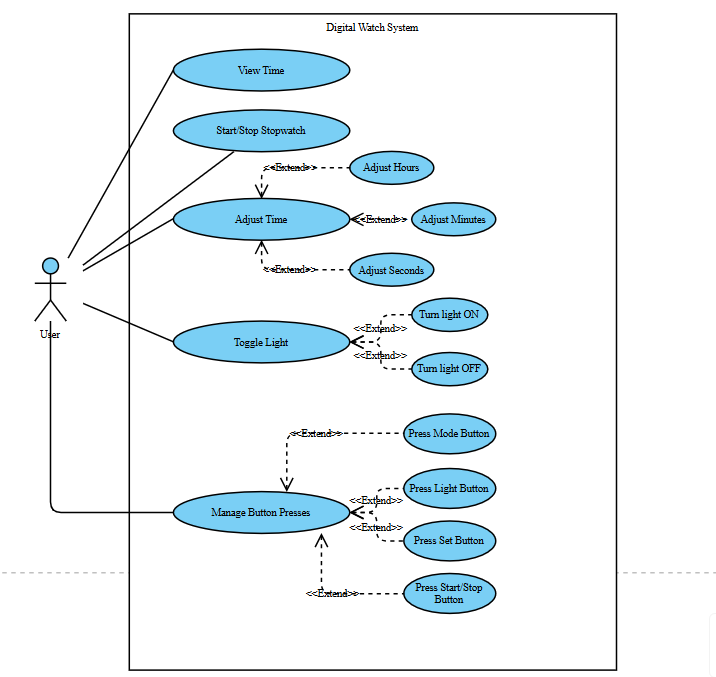 Digital Watch System
View Time
Start/Stop Stopwatch
<<Extend>>
Adjust Hours
Adjust Time
<<Extend>>
Adjust Minutes
<<Extend>>
Adjust Seconds
User
Turn light ON
<<Extend>>
Toggle Light
<<Extend>>
Turn light OFF
<<Extend>>
Press Mode Button
Press Light Button
<<Extend>>
Manage Button Presses
<<Extend>>
Press Set Button
<<Extend>>
Press Start/Stop
Button